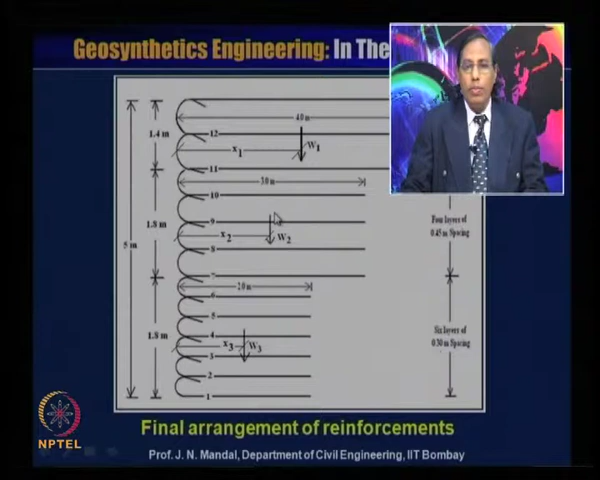 Geosynthetics Engineering: In The
40 m
1.4 m
12
x1
W1
11
30 m
10
1.8 m
9
Four layers of
0.45m Spacing
5 m
x2
W2
8
7
20 m
6
5
1.8 m
4
Six layers of
0.30 m Spacing
x3
W3
3
2
1
Final arrangement of reinforcements
NPTEL
Prof. J. N. Mandal, Department of Civil Engineering, IIT Bombay